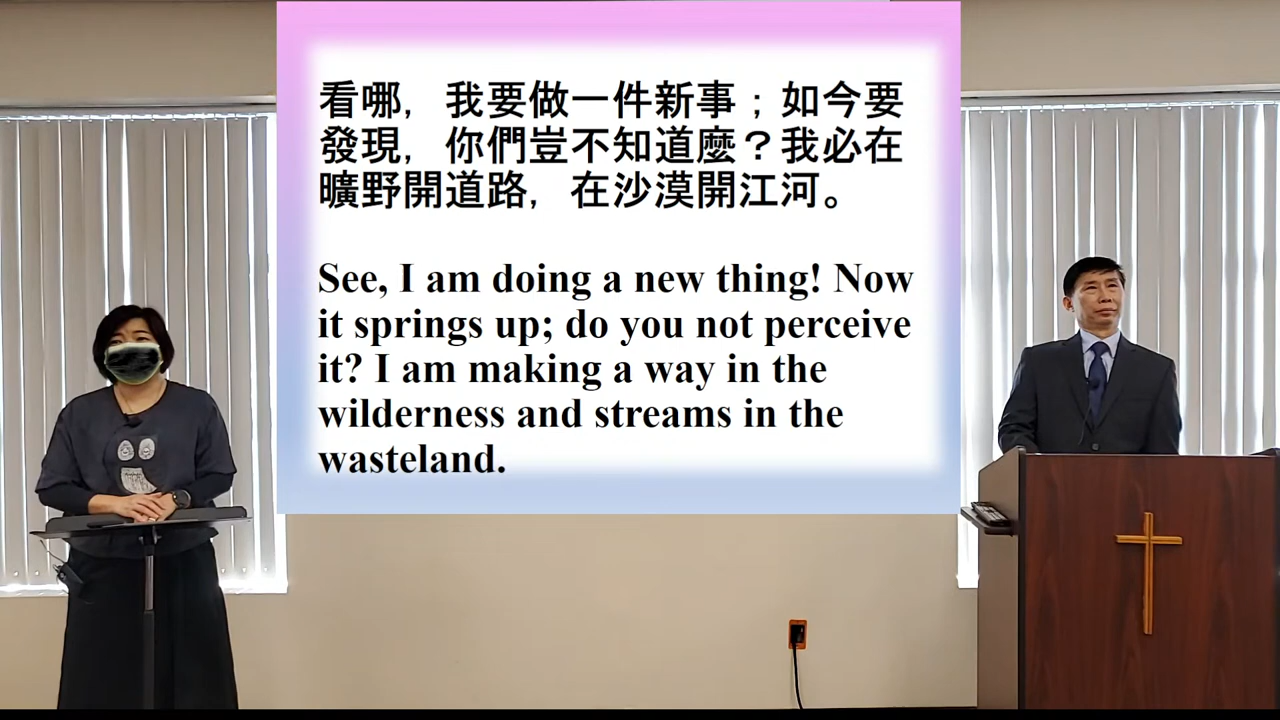 看哪，我要做一件新事；如今要
發現，你們豈不知道麼？我必在
曠野開道路，在沙漠開江河。
See, I am doing a new thing! Now
it springs up; do you not perceive
it? I am making a way in the
wilderness and streams in the
wasteland.